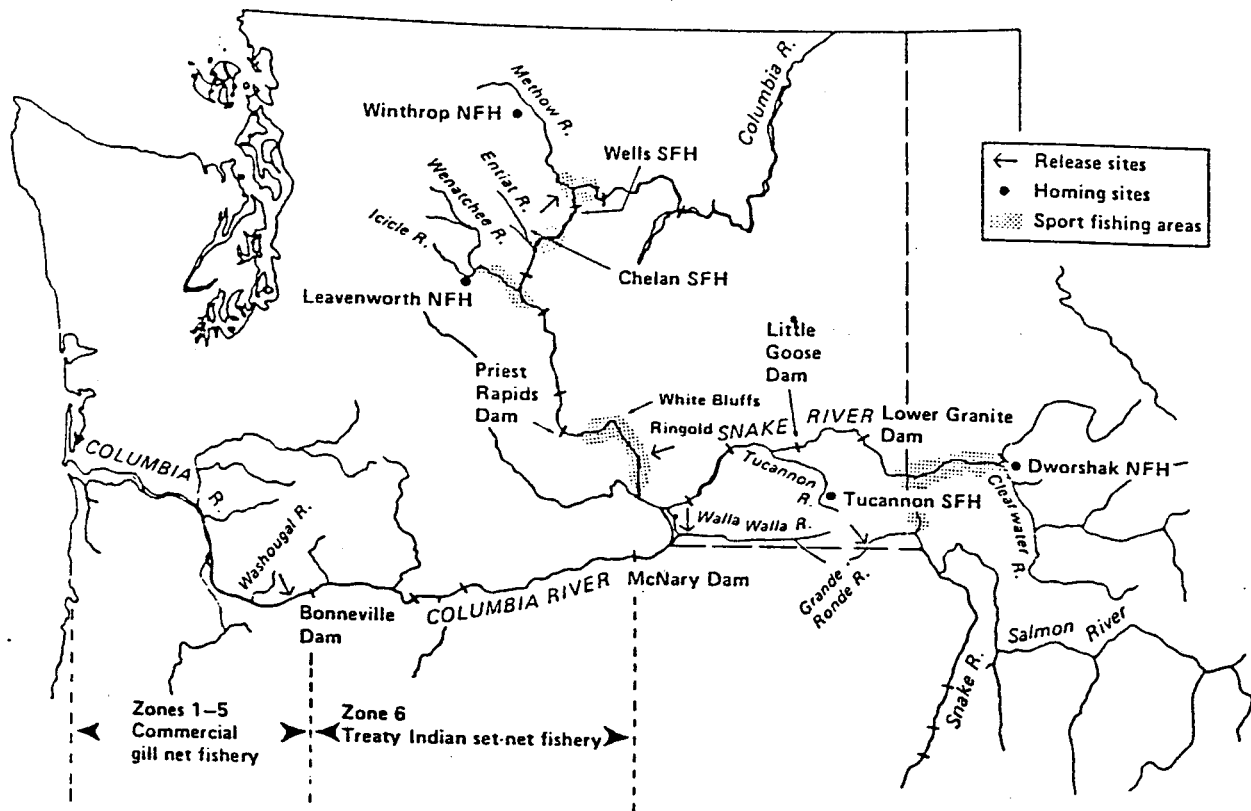 Columbia R.
Methow R.
Winthrop NFH
Wells SFH
Entiat R.
Wenatchee R.
Icicle R.
Chelan SFH
Leavenworth NFH
Release sites
Homing sites
Sport fishing areas
Little
Goose
Dam
Priest
Rapids
Dam
White Bluffs
Ringold
SNAKE RIVER
Lower Granite
Dam
Tucannon
R.
Tucannon SFH
Dworshak NFH
Clearwater R.
COLUMBIA
R.
Washougal R.
Walla Walla R.
Bonneville
Dam
COLUMBIA RIVER
McNary Dam
Grande
Ronde R.
Salmon River
Snake R.
Zones 1–5
Commercial
gill net fishery
Zone 6
Treaty Indian set-net fishery